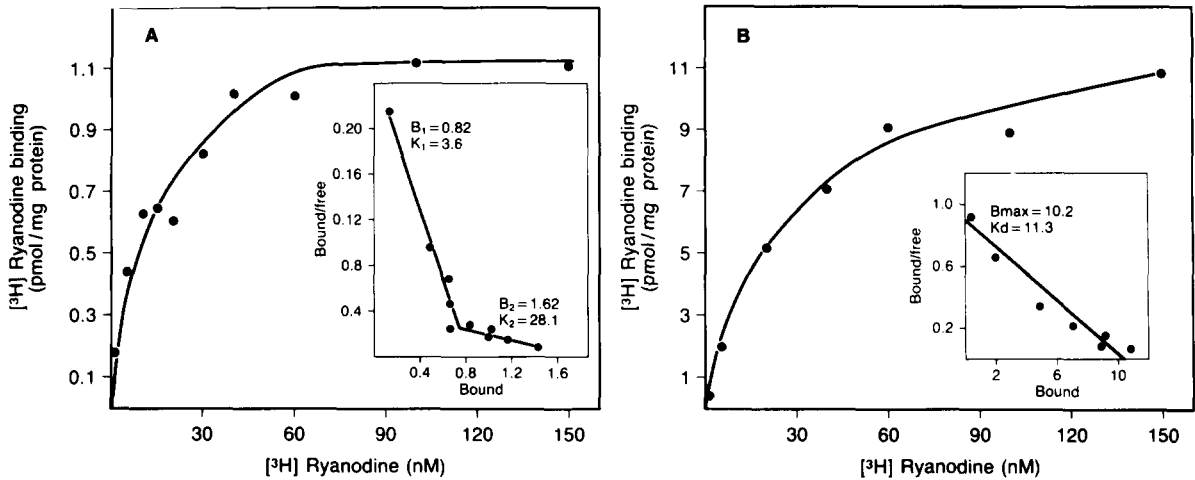 A
[³H] Ryanodine binding
(pmol/mg protein)
1.1
0.9
0.7
0.5
0.3
0.1
30
60
90
120
150
[³H] Ryanodine (nM)
Bound/free
0.20
0.16
0.12
0.8
0.4
B₁ = 0.82
K₁ = 3.6
B₂ = 1.62
K₂ = 28.1
0.4
0.8
1.2
1.6
Bound
B
[³H] Ryanodine binding
(pmol/mg protein)
11
9
7
5
3
1
30
60
90
120
150
[³H] Ryanodine (nM)
Bound/free
1.0
0.6
0.2
Bmax = 10.2
Kd = 11.3
2
6
10
Bound